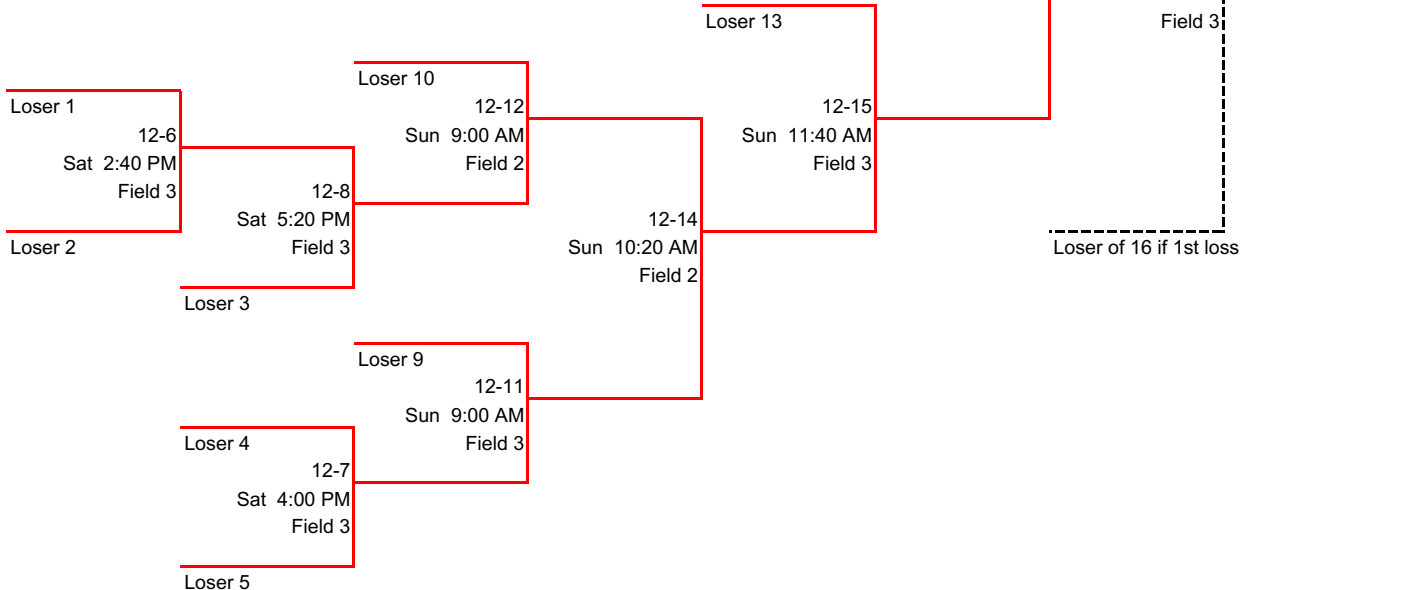 Loser 13
Field 3
Loser 10
Loser 1
12-12
12-15
12-6
Sun 9:00 AM
Sun 11:40 AM
Sat 2:40 PM
Field 2
Field 3
Field 3
12-8
Sat 5:20 PM
12-14
Loser 2
Field 3
Sun 10:20 AM
Loser of 16 if 1st loss
Field 2
Loser 3
Loser 9
12-11
Sun 9:00 AM
Loser 4
Field 3
12-7
Sat 4:00 PM
Field 3
Loser 5